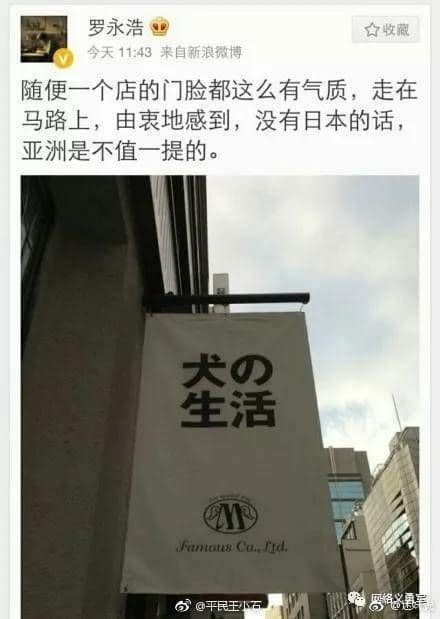 罗永浩
今天 11:43 来自新浪微博
☆收藏
随便一个店的门脸都这么有气质，走在
马路上，由衷地感到，没有日本的话，
亚洲是不值一提的。
犬の
生活
M
Famous Co.,Ltd.
网络义勇军
@平民王小石